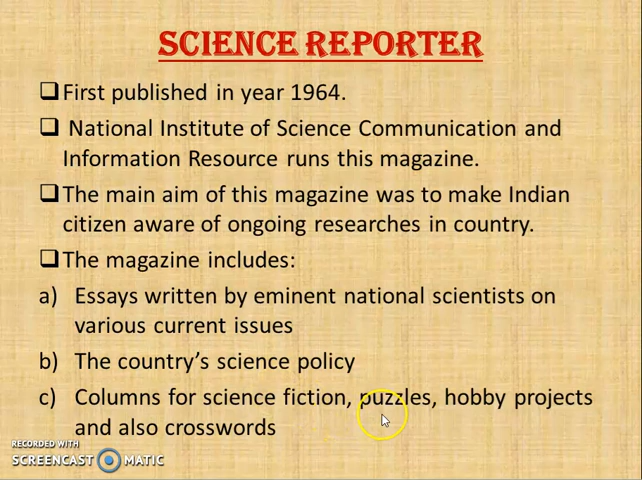 SCIENCE REPORTER
❑First published in year 1964.
❑ National Institute of Science Communication and
Information Resource runs this magazine.
❑The main aim of this magazine was to make Indian
citizen aware of ongoing researches in country.
❑The magazine includes:
a) Essays written by eminent national scientists on
various current issues
b) The country’s science policy
c) Columns for science fiction, puzzles, hobby projects
and also crosswords
RECORDED WITH
SCREENCAST MATIC